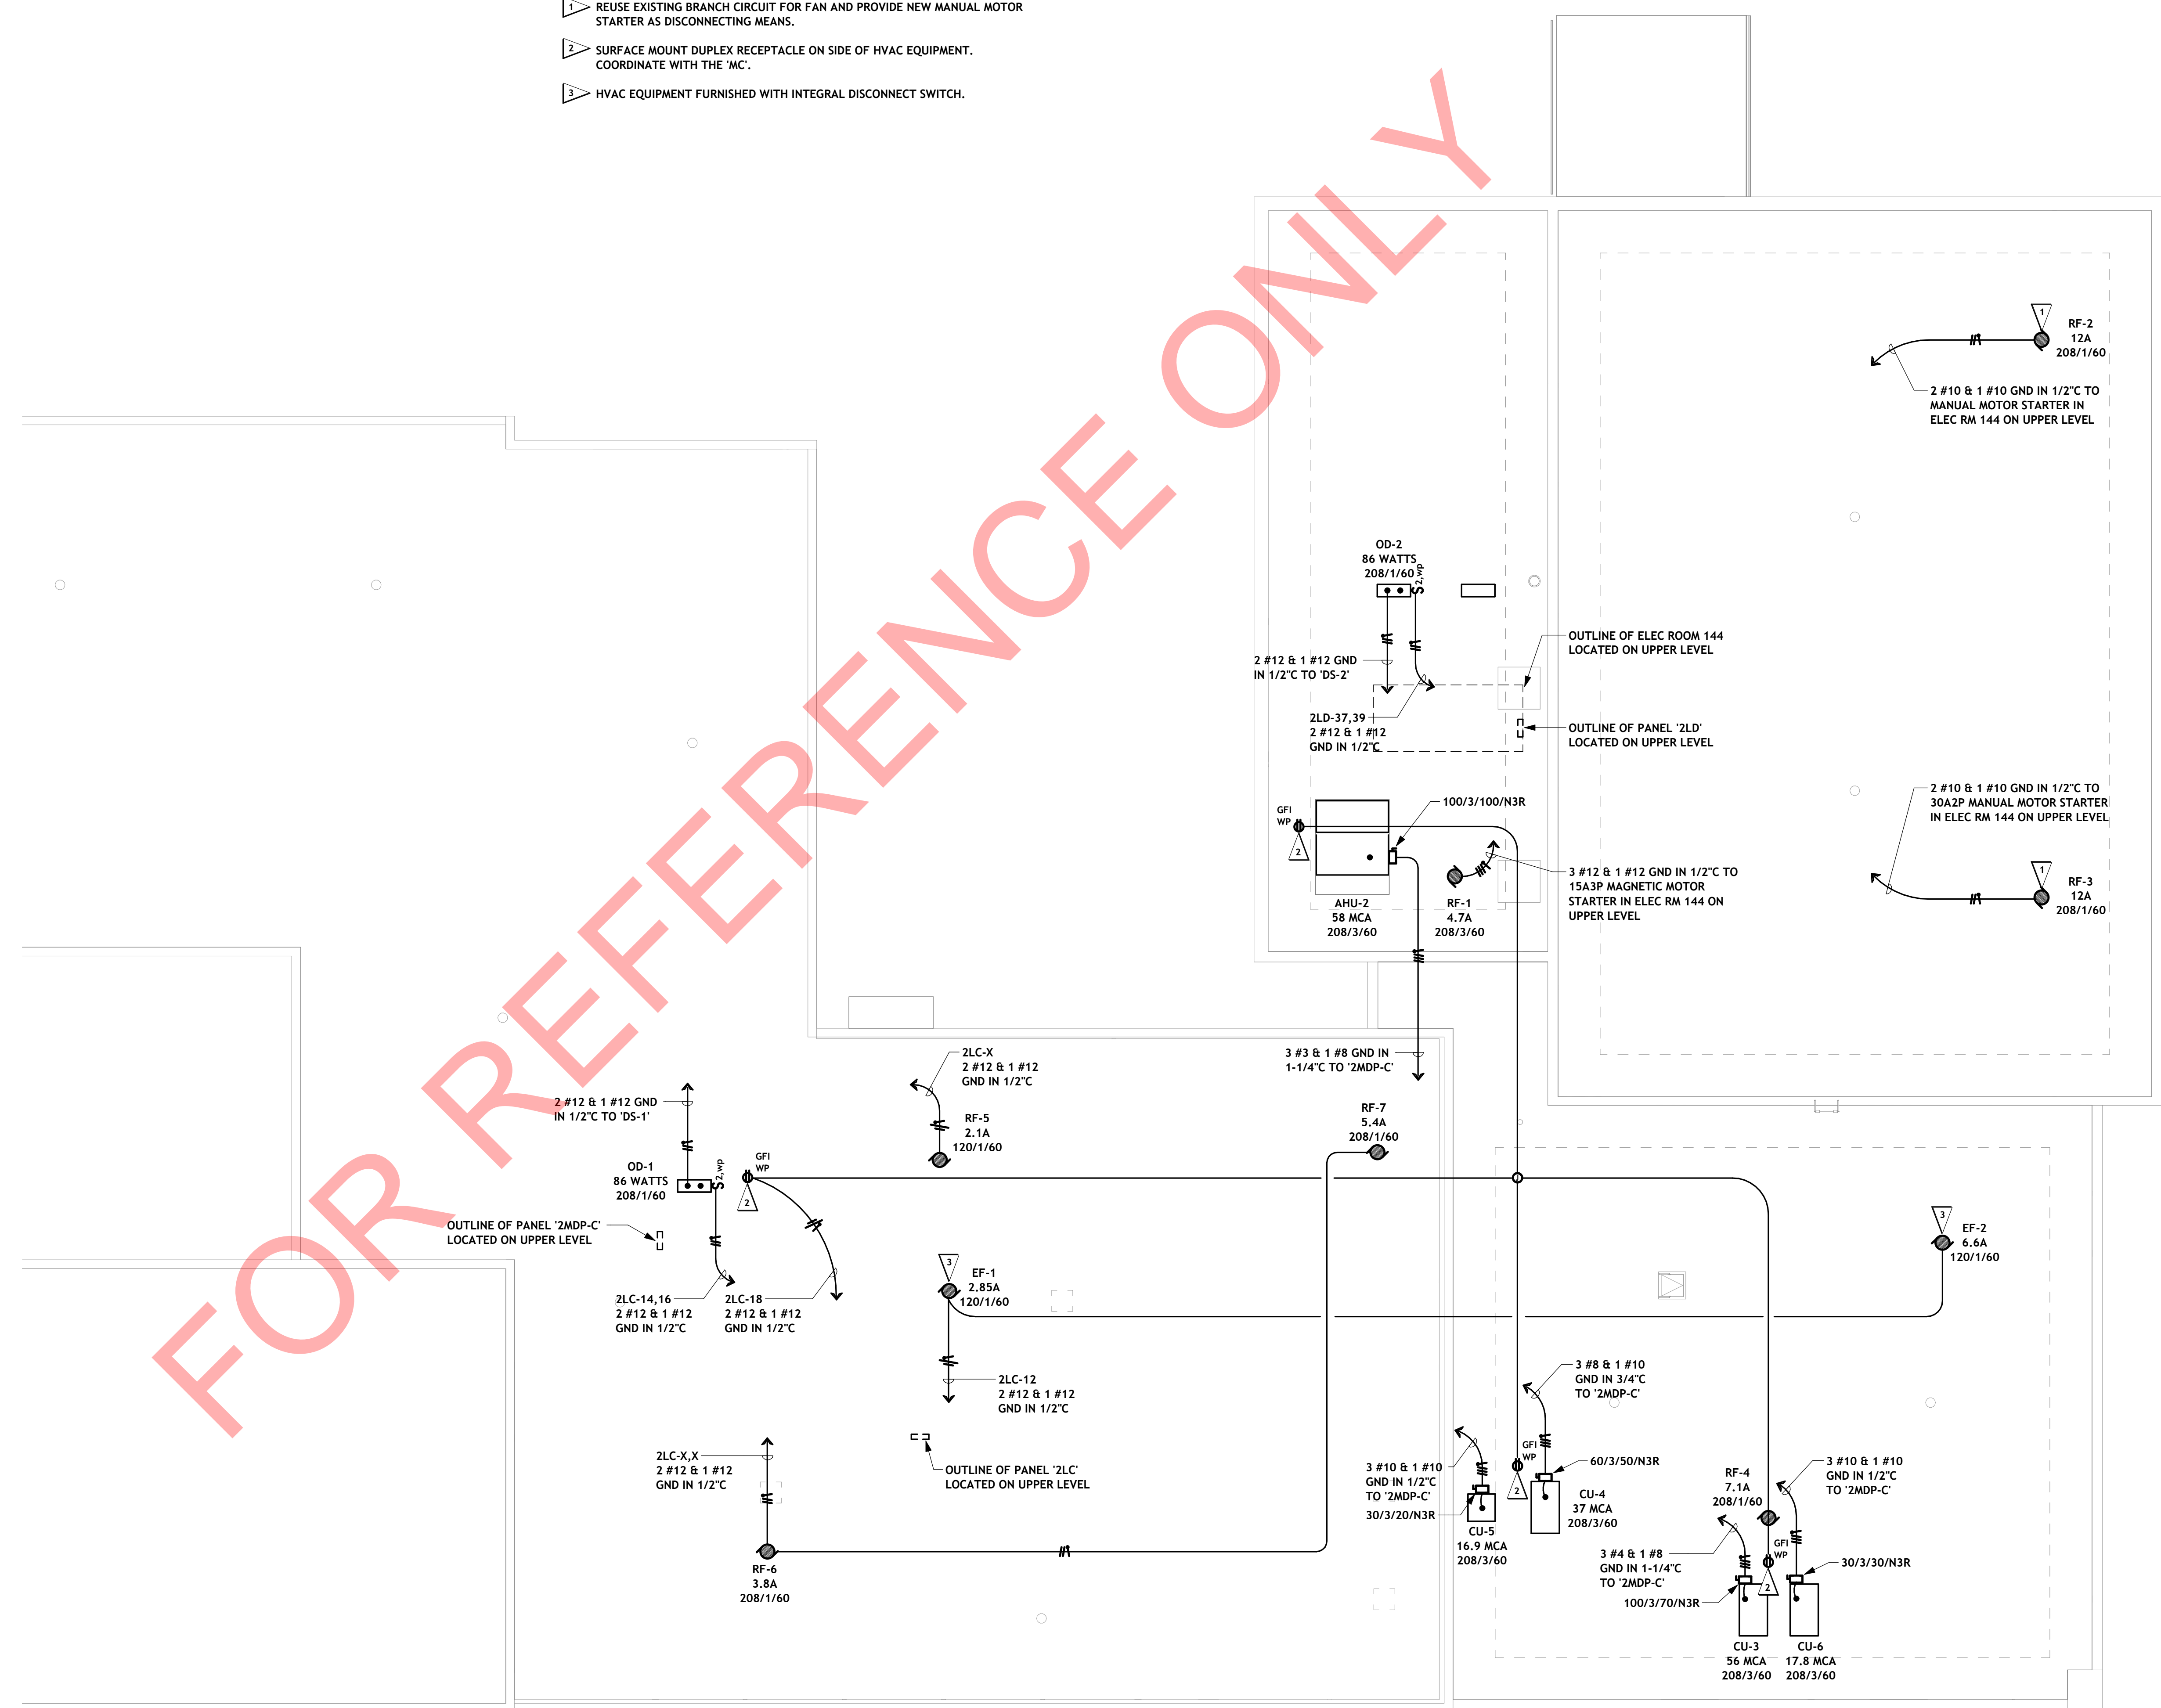 1
REUSE EXISTING BRANCH CIRCUIT FOR FAN AND PROVIDE NEW MANUAL MOTOR
STARTER AS DISCONNECTING MEANS.
2
SURFACE MOUNT DUPLEX RECEPTACLE ON SIDE OF HVAC EQUIPMENT.
COORDINATE WITH THE 'MC'.
3
HVAC EQUIPMENT FURNISHED WITH INTEGRAL DISCONNECT SWITCH.
FOR REFERENCE ONLY
1
RF-2
12A
208/1/60
2 #10 & 1 #10 GND IN 1/2"C TO
MANUAL MOTOR STARTER IN
ELEC RM 144 ON UPPER LEVEL
OD-2
86 WATTS
208/1/60
S2,wp
OUTLINE OF ELEC ROOM 144
LOCATED ON UPPER LEVEL
2 #12 & 1 #12 GND
IN 1/2"C TO 'DS-2'
2LD-37,39
2 #12 & 1 #12
GND IN 1/2"C
OUTLINE OF PANEL '2LD'
LOCATED ON UPPER LEVEL
2 #10 & 1 #10 GND IN 1/2"C TO
30A2P MANUAL MOTOR STARTER
IN ELEC RM 144 ON UPPER LEVEL
1
RF-3
12A
208/1/60
100/3/100/N3R
GFI
WP
2
AHU-2
58 MCA
208/3/60
RF-1
4.7A
208/3/60
3 #12 & 1 #12 GND IN 1/2"C TO
15A3P MAGNETIC MOTOR
STARTER IN ELEC RM 144 ON
UPPER LEVEL
3 #3 & 1 #8 GND IN
1-1/4"C TO '2MDP-C'
2LC-X
2 #12 & 1 #12
GND IN 1/2"C
RF-5
2.1A
120/1/60
2 #12 & 1 #12 GND
IN 1/2"C TO 'DS-1'
RF-7
5.4A
208/1/60
OD-1
86 WATTS
208/1/60
S2,wp
GFI
WP
2
OUTLINE OF PANEL '2MDP-C'
LOCATED ON UPPER LEVEL
2LC-14,16
2 #12 & 1 #12
GND IN 1/2"C
2LC-18
2 #12 & 1 #12
GND IN 1/2"C
3
EF-1
2.85A
120/1/60
3
EF-2
6.6A
120/1/60
2LC-12
2 #12 & 1 #12
GND IN 1/2"C
2LC-X,X
2 #12 & 1 #12
GND IN 1/2"C
OUTLINE OF PANEL '2LC'
LOCATED ON UPPER LEVEL
RF-6
3.8A
208/1/60
3 #8 & 1 #10
GND IN 3/4"C
TO '2MDP-C'
3 #10 & 1 #10
GND IN 1/2"C
TO '2MDP-C'
30/3/20/N3R
GFI
WP
2
60/3/50/N3R
CU-4
37 MCA
208/3/60
CU-5
16.9 MCA
208/3/60
RF-4
7.1A
208/1/60
3 #10 & 1 #10
GND IN 1/2"C
TO '2MDP-C'
3 #4 & 1 #8
GND IN 1-1/4"C
TO '2MDP-C'
GFI
WP
2
30/3/30/N3R
100/3/70/N3R
CU-3
56 MCA
208/3/60
CU-6
17.8 MCA
208/3/60